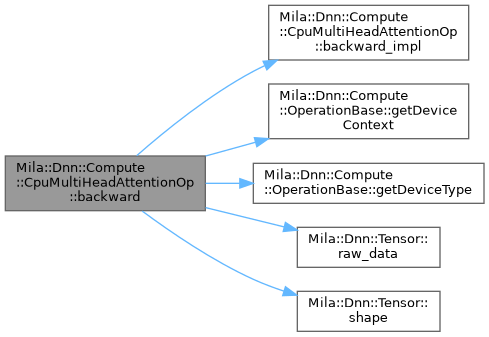 Mila::Dnn::Compute
::CpuMultiHeadAttentionOp
::backward
Mila::Dnn::Compute
::CpuMultiHeadAttentionOp
::backward_impl
Mila::Dnn::Compute
::OperationBase::getDevice
Context
Mila::Dnn::Compute
::OperationBase::getDeviceType
Mila::Dnn::Tensor::
raw_data
Mila::Dnn::Tensor::
shape